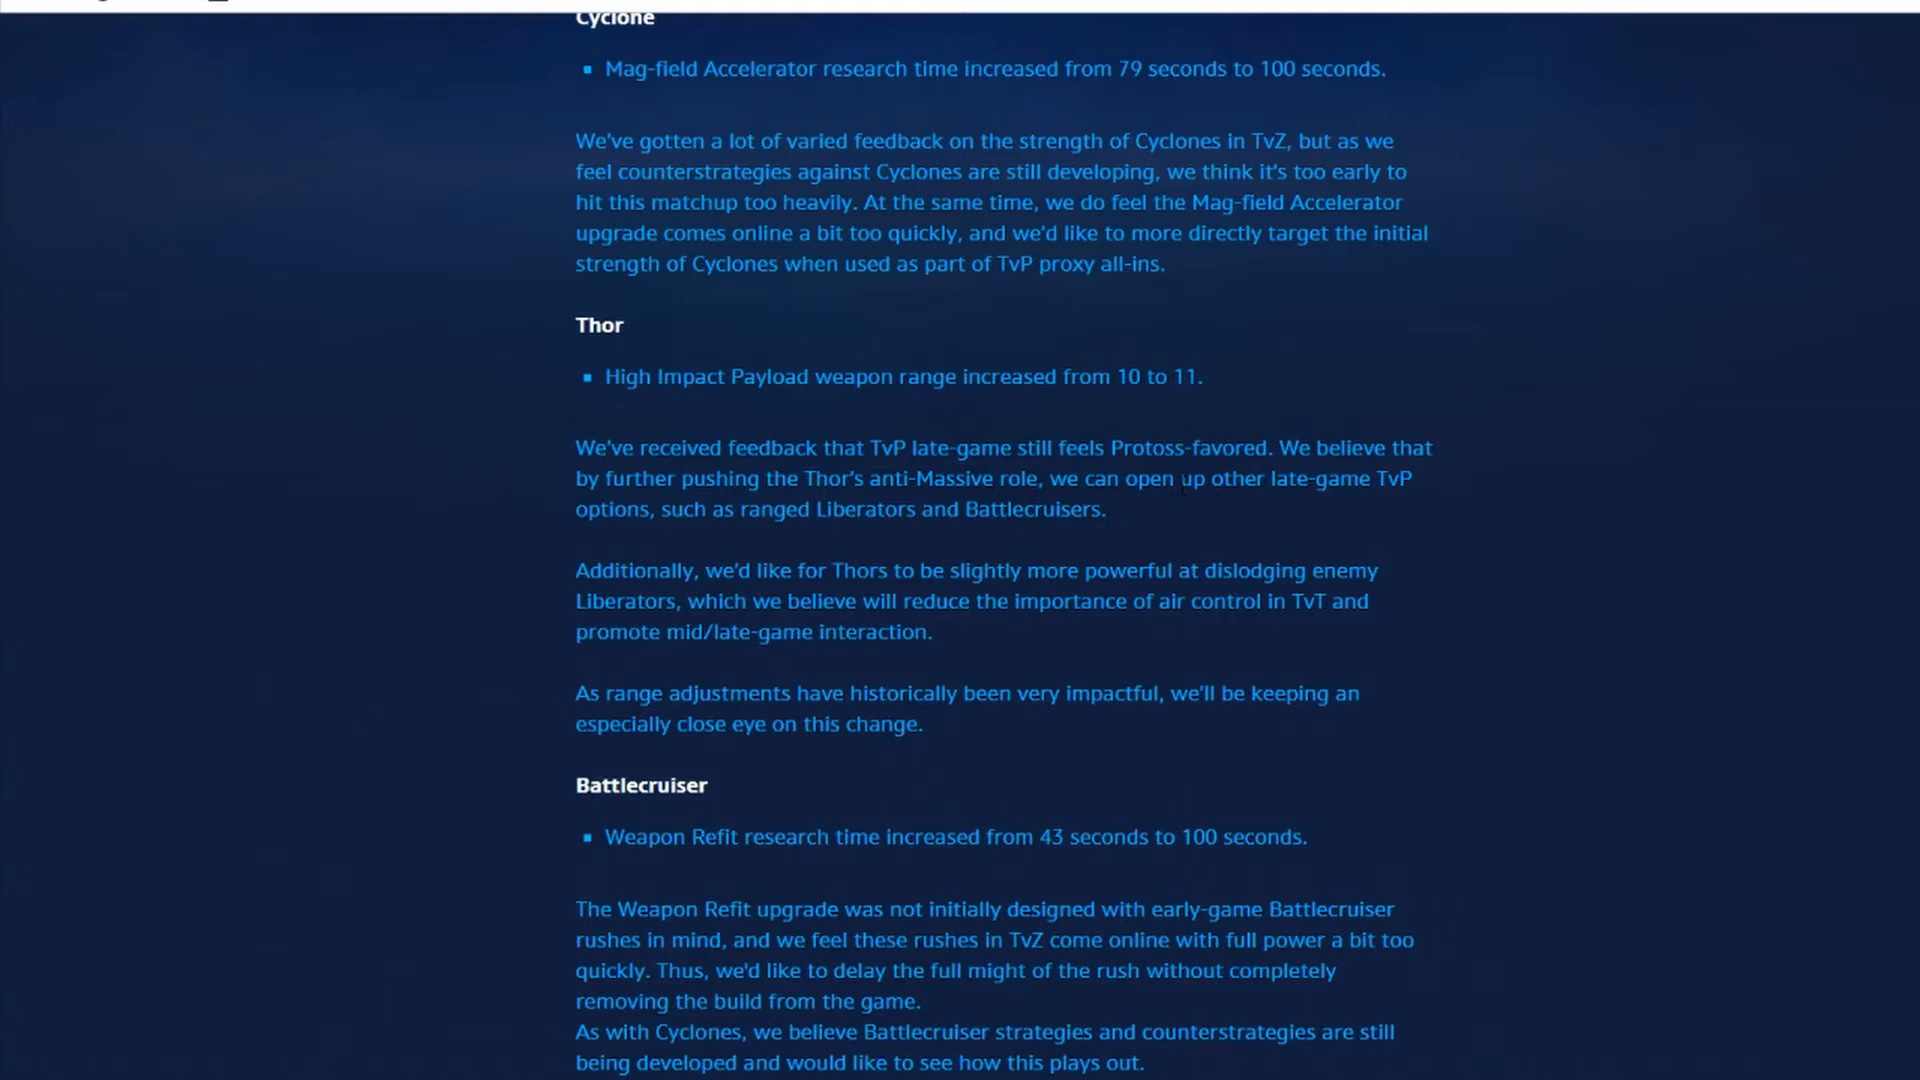 Cyclone
▪ Mag-field Accelerator research time increased from 79 seconds to 100 seconds.
We've gotten a lot of varied feedback on the strength of Cyclones in TvZ, but as we
feel counterstrategies against Cyclones are still developing, we think it's too early to
hit this matchup too heavily. At the same time, we do feel the Mag-field Accelerator
upgrade comes online a bit too quickly, and we'd like to more directly target the initial
strength of Cyclones when used as part of TvP proxy all-ins.
Thor
▪ High Impact Payload weapon range increased from 10 to 11.
We've received feedback that TvP late-game still feels Protoss-favored. We believe that
by further pushing the Thor's anti-Massive role, we can open up other late-game TvP
options, such as ranged Liberators and Battlecruisers.
Additionally, we'd like for Thors to be slightly more powerful at dislodging enemy
Liberators, which we believe will reduce the importance of air control in TvT and
promote mid/late-game interaction.
As range adjustments have historically been very impactful, we'll be keeping an
especially close eye on this change.
Battlecruiser
▪ Weapon Refit research time increased from 43 seconds to 100 seconds.
The Weapon Refit upgrade was not initially designed with early-game Battlecruiser
rushes in mind, and we feel these rushes in TvZ come online with full power a bit too
quickly. Thus, we'd like to delay the full might of the rush without completely
removing the build from the game.
As with Cyclones, we believe Battlecruiser strategies and counterstrategies are still
being developed and would like to see how this plays out.